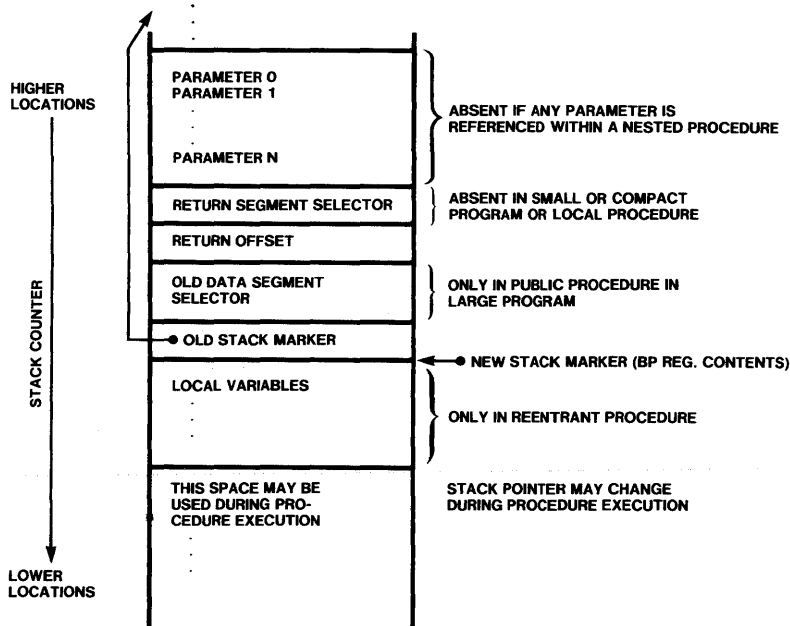 HIGHER
LOCATIONS
STACK COUNTER
LOWER
LOCATIONS
PARAMETER 0
PARAMETER 1
PARAMETER N
RETURN SEGMENT SELECTOR
RETURN OFFSET
OLD DATA SEGMENT
SELECTOR
OLD STACK MARKER
LOCAL VARIABLES
THIS SPACE MAY BE
USED DURING PRO-
CEDURE EXECUTION
ABSENT IF ANY PARAMETER IS
REFERENCED WITHIN A NESTED PROCEDURE
ABSENT IN SMALL OR COMPACT
PROGRAM OR LOCAL PROCEDURE
ONLY IN PUBLIC PROCEDURE IN
LARGE PROGRAM
NEW STACK MARKER (BP REG. CONTENTS)
ONLY IN REENTRANT PROCEDURE
STACK POINTER MAY CHANGE
DURING PROCEDURE EXECUTION